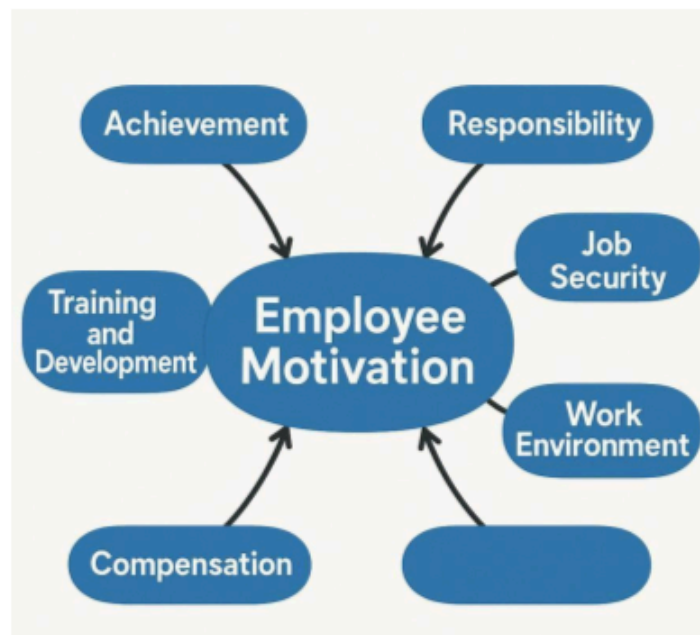 Achievement
Responsibility
Job
Security
Training
and
Development
Employee
Motivation
Work
Environment
Compensation